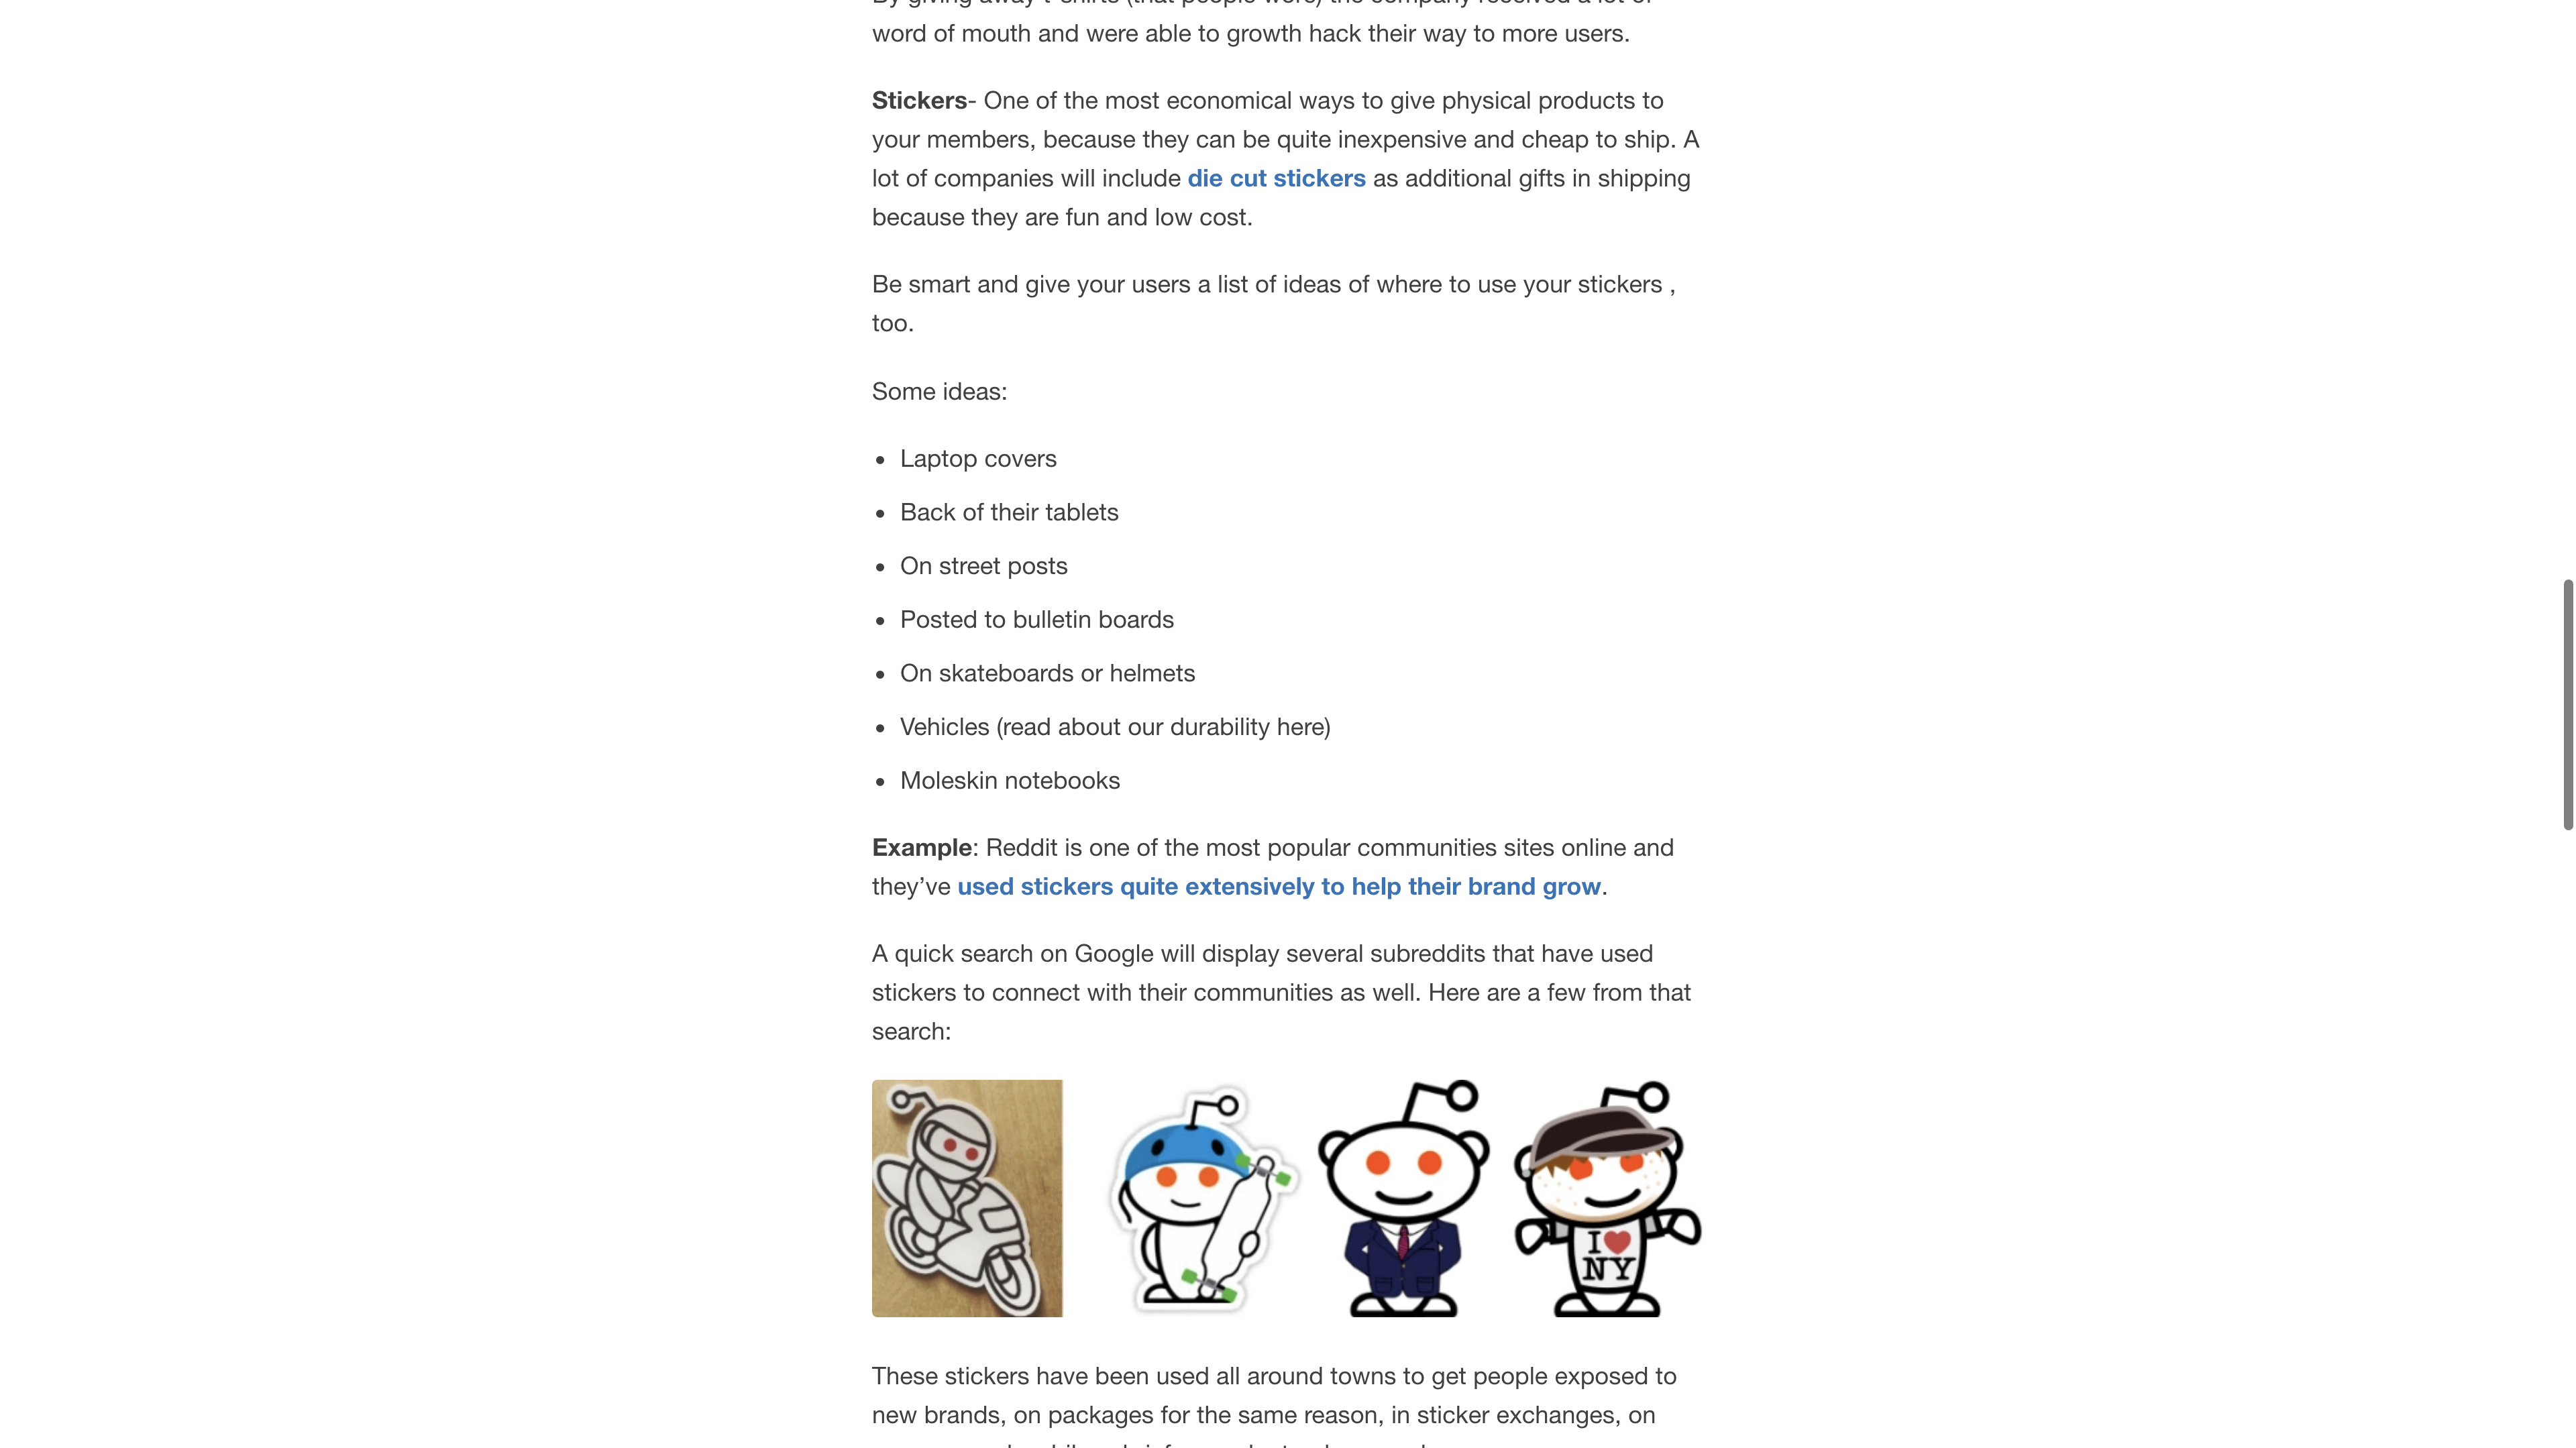 word of mouth and were able to growth hack their way to more users.
Stickers- One of the most economical ways to give physical products to
your members, because they can be quite inexpensive and cheap to ship. A
lot of companies will include die cut stickers as additional gifts in shipping
because they are fun and low cost.
Be smart and give your users a list of ideas of where to use your stickers ,
too.
Some ideas:
• Laptop covers
• Back of their tablets
• On street posts
• Posted to bulletin boards
• On skateboards or helmets
• Vehicles (read about our durability here)
• Moleskin notebooks
Example: Reddit is one of the most popular communities sites online and
they’ve used stickers quite extensively to help their brand grow.
A quick search on Google will display several subreddits that have used
stickers to connect with their communities as well. Here are a few from that
search:
I
NY
These stickers have been used all around towns to get people exposed to
new brands, on packages for the same reason, in sticker exchanges, on